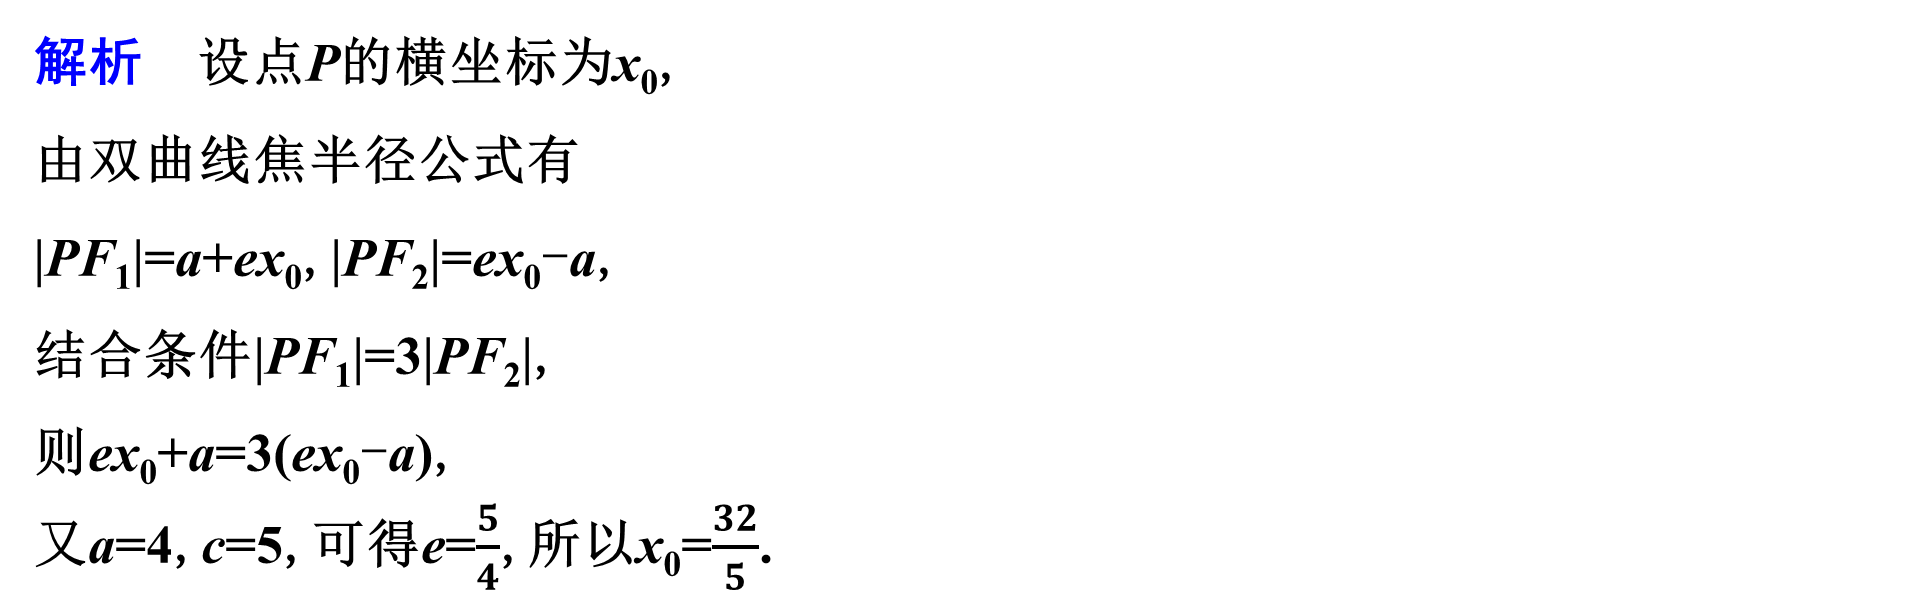 解析 设点P的横坐标为x₀,
由双曲线焦半径公式有
|PF₁|=a+ex₀, |PF₂|=ex₀−a,
结合条件|PF₁|=3|PF₂|,
则ex₀+a=3(ex₀−a),
又a=4, c=5, 可得e=5/4, 所以x₀=32/5.